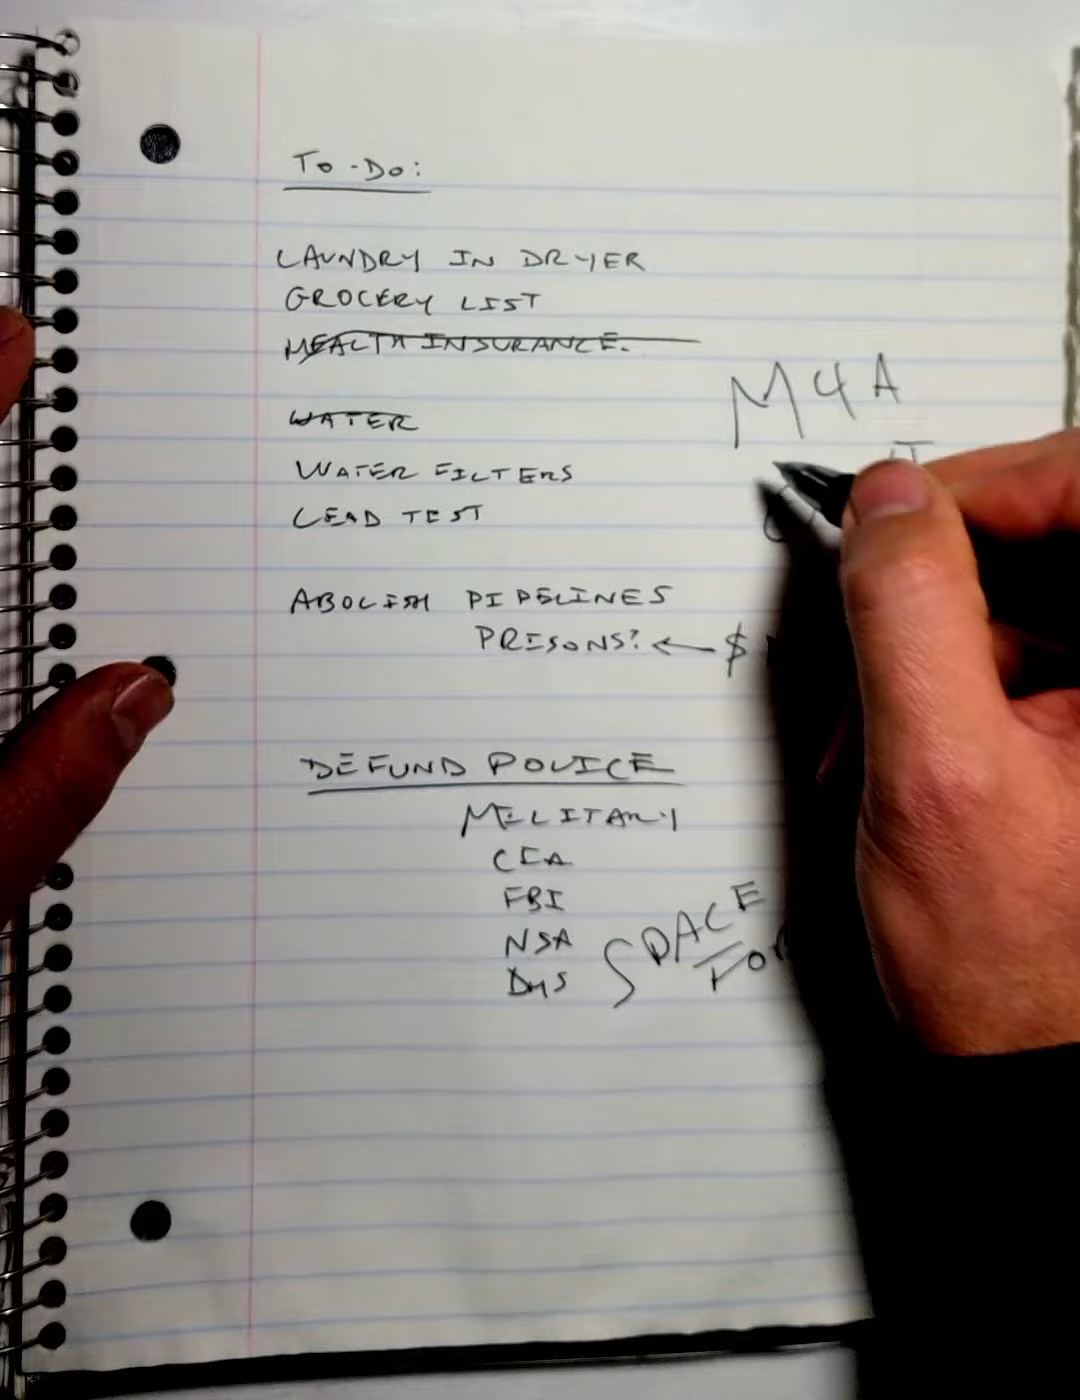 TO-DO:
LAUNDRY IN DRYER
GROCERY LIST
HEALTH INSURANCE.
M4A
WATER
WATER FILTERS
LEAD TEST
ABOLISH PIPELINES
PRISONS? ← $
DEFUND POLICE
MILITARY
CIA
FBI
NSA
DHS
SPACE